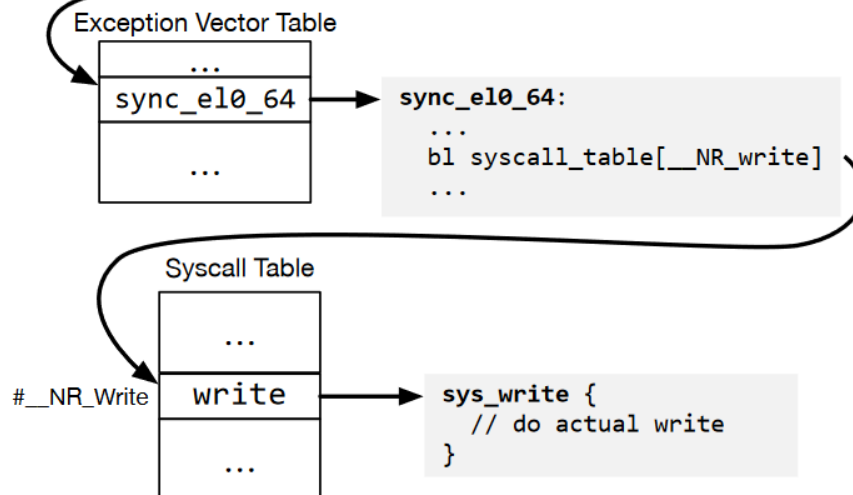 Exception Vector Table
...
sync_el0_64
...
sync_el0_64:
...
bl syscall_table[__NR_write]
...
Syscall Table
...
#__NR_Write
write
...
sys_write {
// do actual write
}